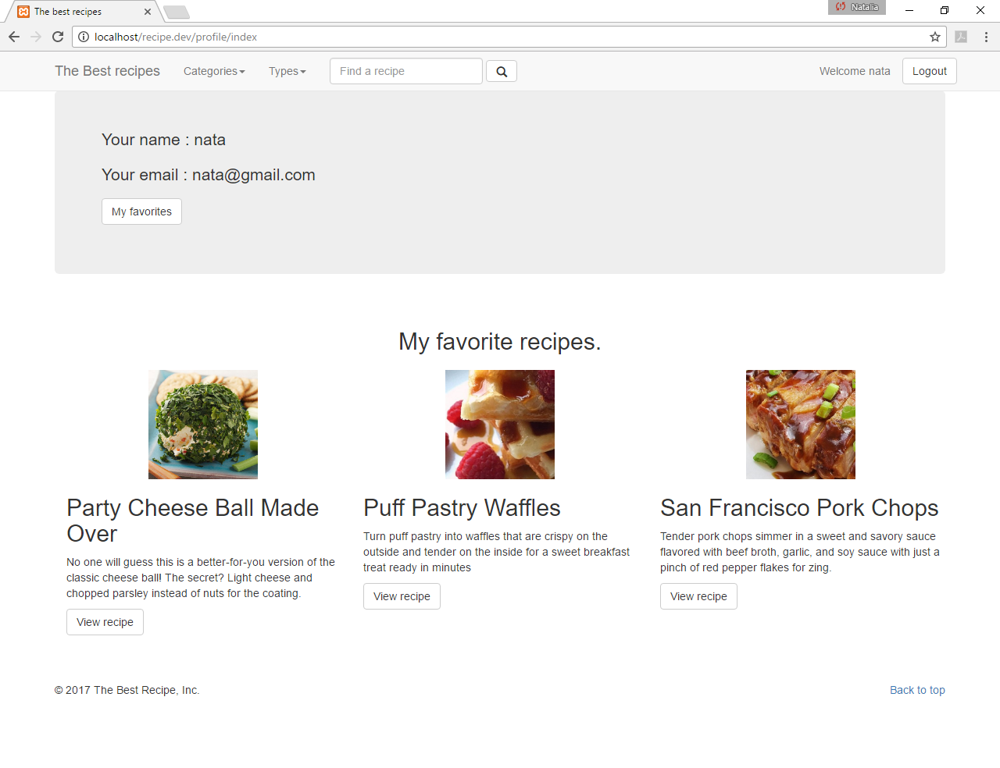 The best recipes
Natalia
localhost/recipe.dev/profile/index
The Best recipes Categories Types Find a recipe Welcome nata Logout
Your name : nata
Your email : nata@gmail.com
My favorites
My favorite recipes.
Party Cheese Ball Made
Over
No one will guess this is a better-for-you version of the
classic cheese ball! The secret? Light cheese and
chopped parsley instead of nuts for the coating.
View recipe
Puff Pastry Waffles
Turn puff pastry into waffles that are crispy on the
outside and tender on the inside for a sweet breakfast
treat ready in minutes
View recipe
San Francisco Pork Chops
Tender pork chops simmer in a sweet and savory sauce
flavored with beef broth, garlic, and soy sauce with just a
pinch of red pepper flakes for zing.
View recipe
© 2017 The Best Recipe, Inc.
Back to top